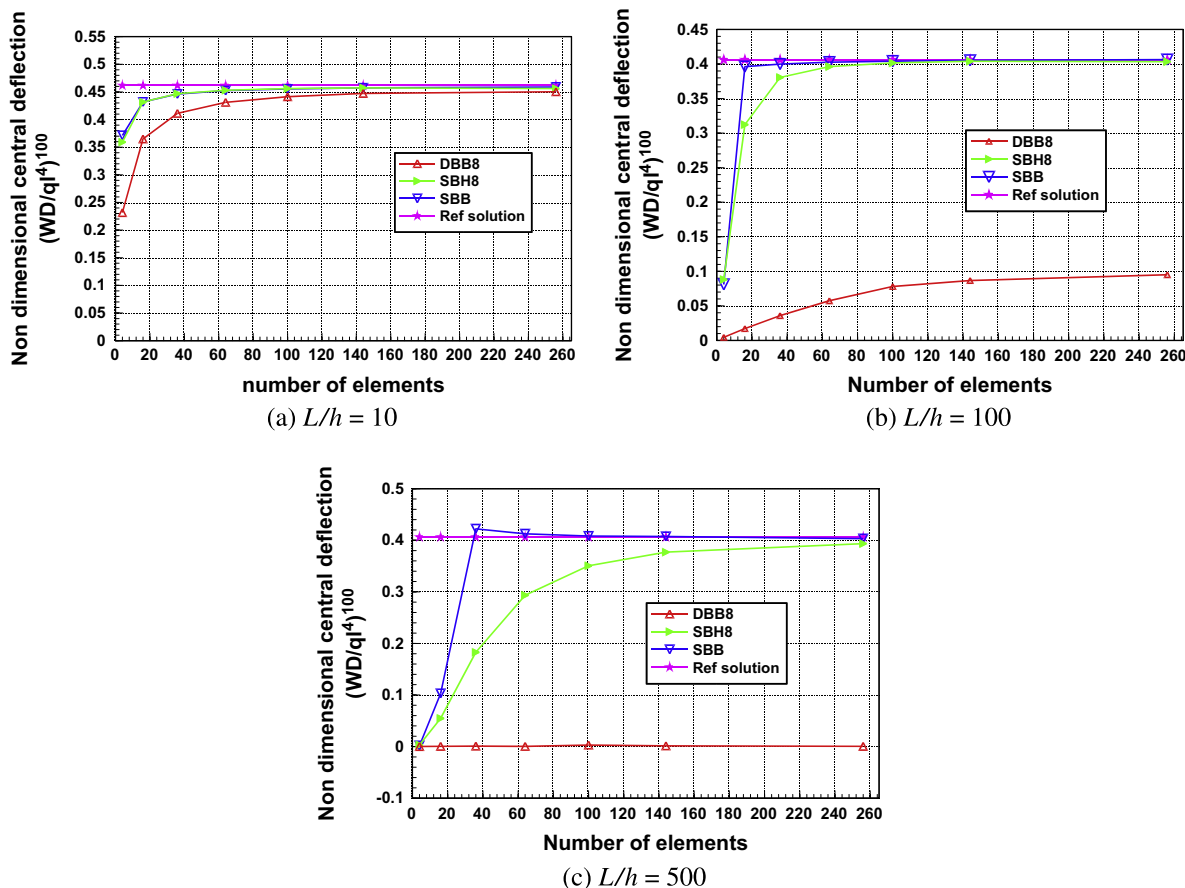 Non dimensional central deflection
(WD/ql⁴)¹⁰⁰
0.55
0.5
0.45
0.4
0.35
0.3
0.25
0.2
0.15
0.1
0.05
0
0 20 40 60 80 100 120 140 160 180 200 220 240 260
number of elements
DBB8
SBH8
SBB
Ref solution
(a) L/h = 10
Non dimensional central deflection
(WD/ql⁴)¹⁰⁰
0.45
0.4
0.35
0.3
0.25
0.2
0.15
0.1
0.05
0
0 20 40 60 80 100 120 140 160 180 200 220 240 260
Number of elements
DBB8
SBH8
SBB
Ref solution
(b) L/h = 100
Non dimensional central deflection
(WD/ql⁴)¹⁰⁰
0.5
0.4
0.3
0.2
0.1
0
-0.1
0 20 40 60 80 100 120 140 160 180 200 220 240 260
Number of elements
DBB8
SBH8
SBB
Ref solution
(c) L/h = 500